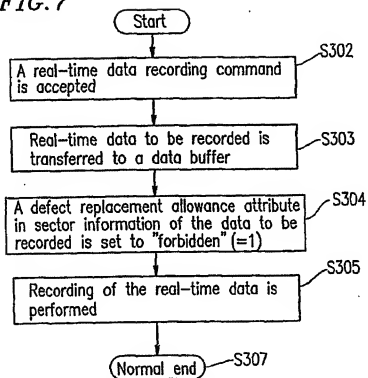 FIG. 7
Start
S302
A real-time data recording command
is accepted
S303
Real-time data to be recorded is
transferred to a data buffer
S304
A defect replacement allowance attribute
in sector information of the data to be
recorded is set to "forbidden" (=1)
S305
Recording of the real-time data is
performed
Normal end
S307